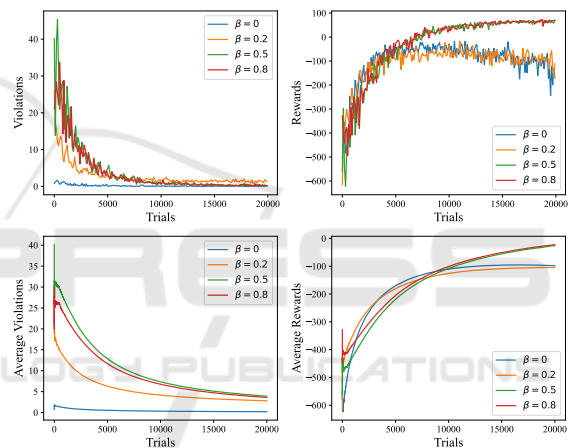 Violations
40
30
20
10
0
β = 0
β = 0.2
β = 0.5
β = 0.8
0
5000
10000
15000
20000
Trials
Rewards
100
0
−100
−200
−300
−400
−500
−600
β = 0
β = 0.2
β = 0.5
β = 0.8
0
5000
10000
15000
20000
Trials
Average Violations
40
35
30
25
20
15
10
5
0
β = 0
β = 0.2
β = 0.5
β = 0.8
0
5000
10000
15000
20000
Trials
Average Rewards
0
−100
−200
−300
−400
−500
−600
β = 0
β = 0.2
β = 0.5
β = 0.8
0
5000
10000
15000
20000
Trials
PRESS
LOGY PUBLICATIONS